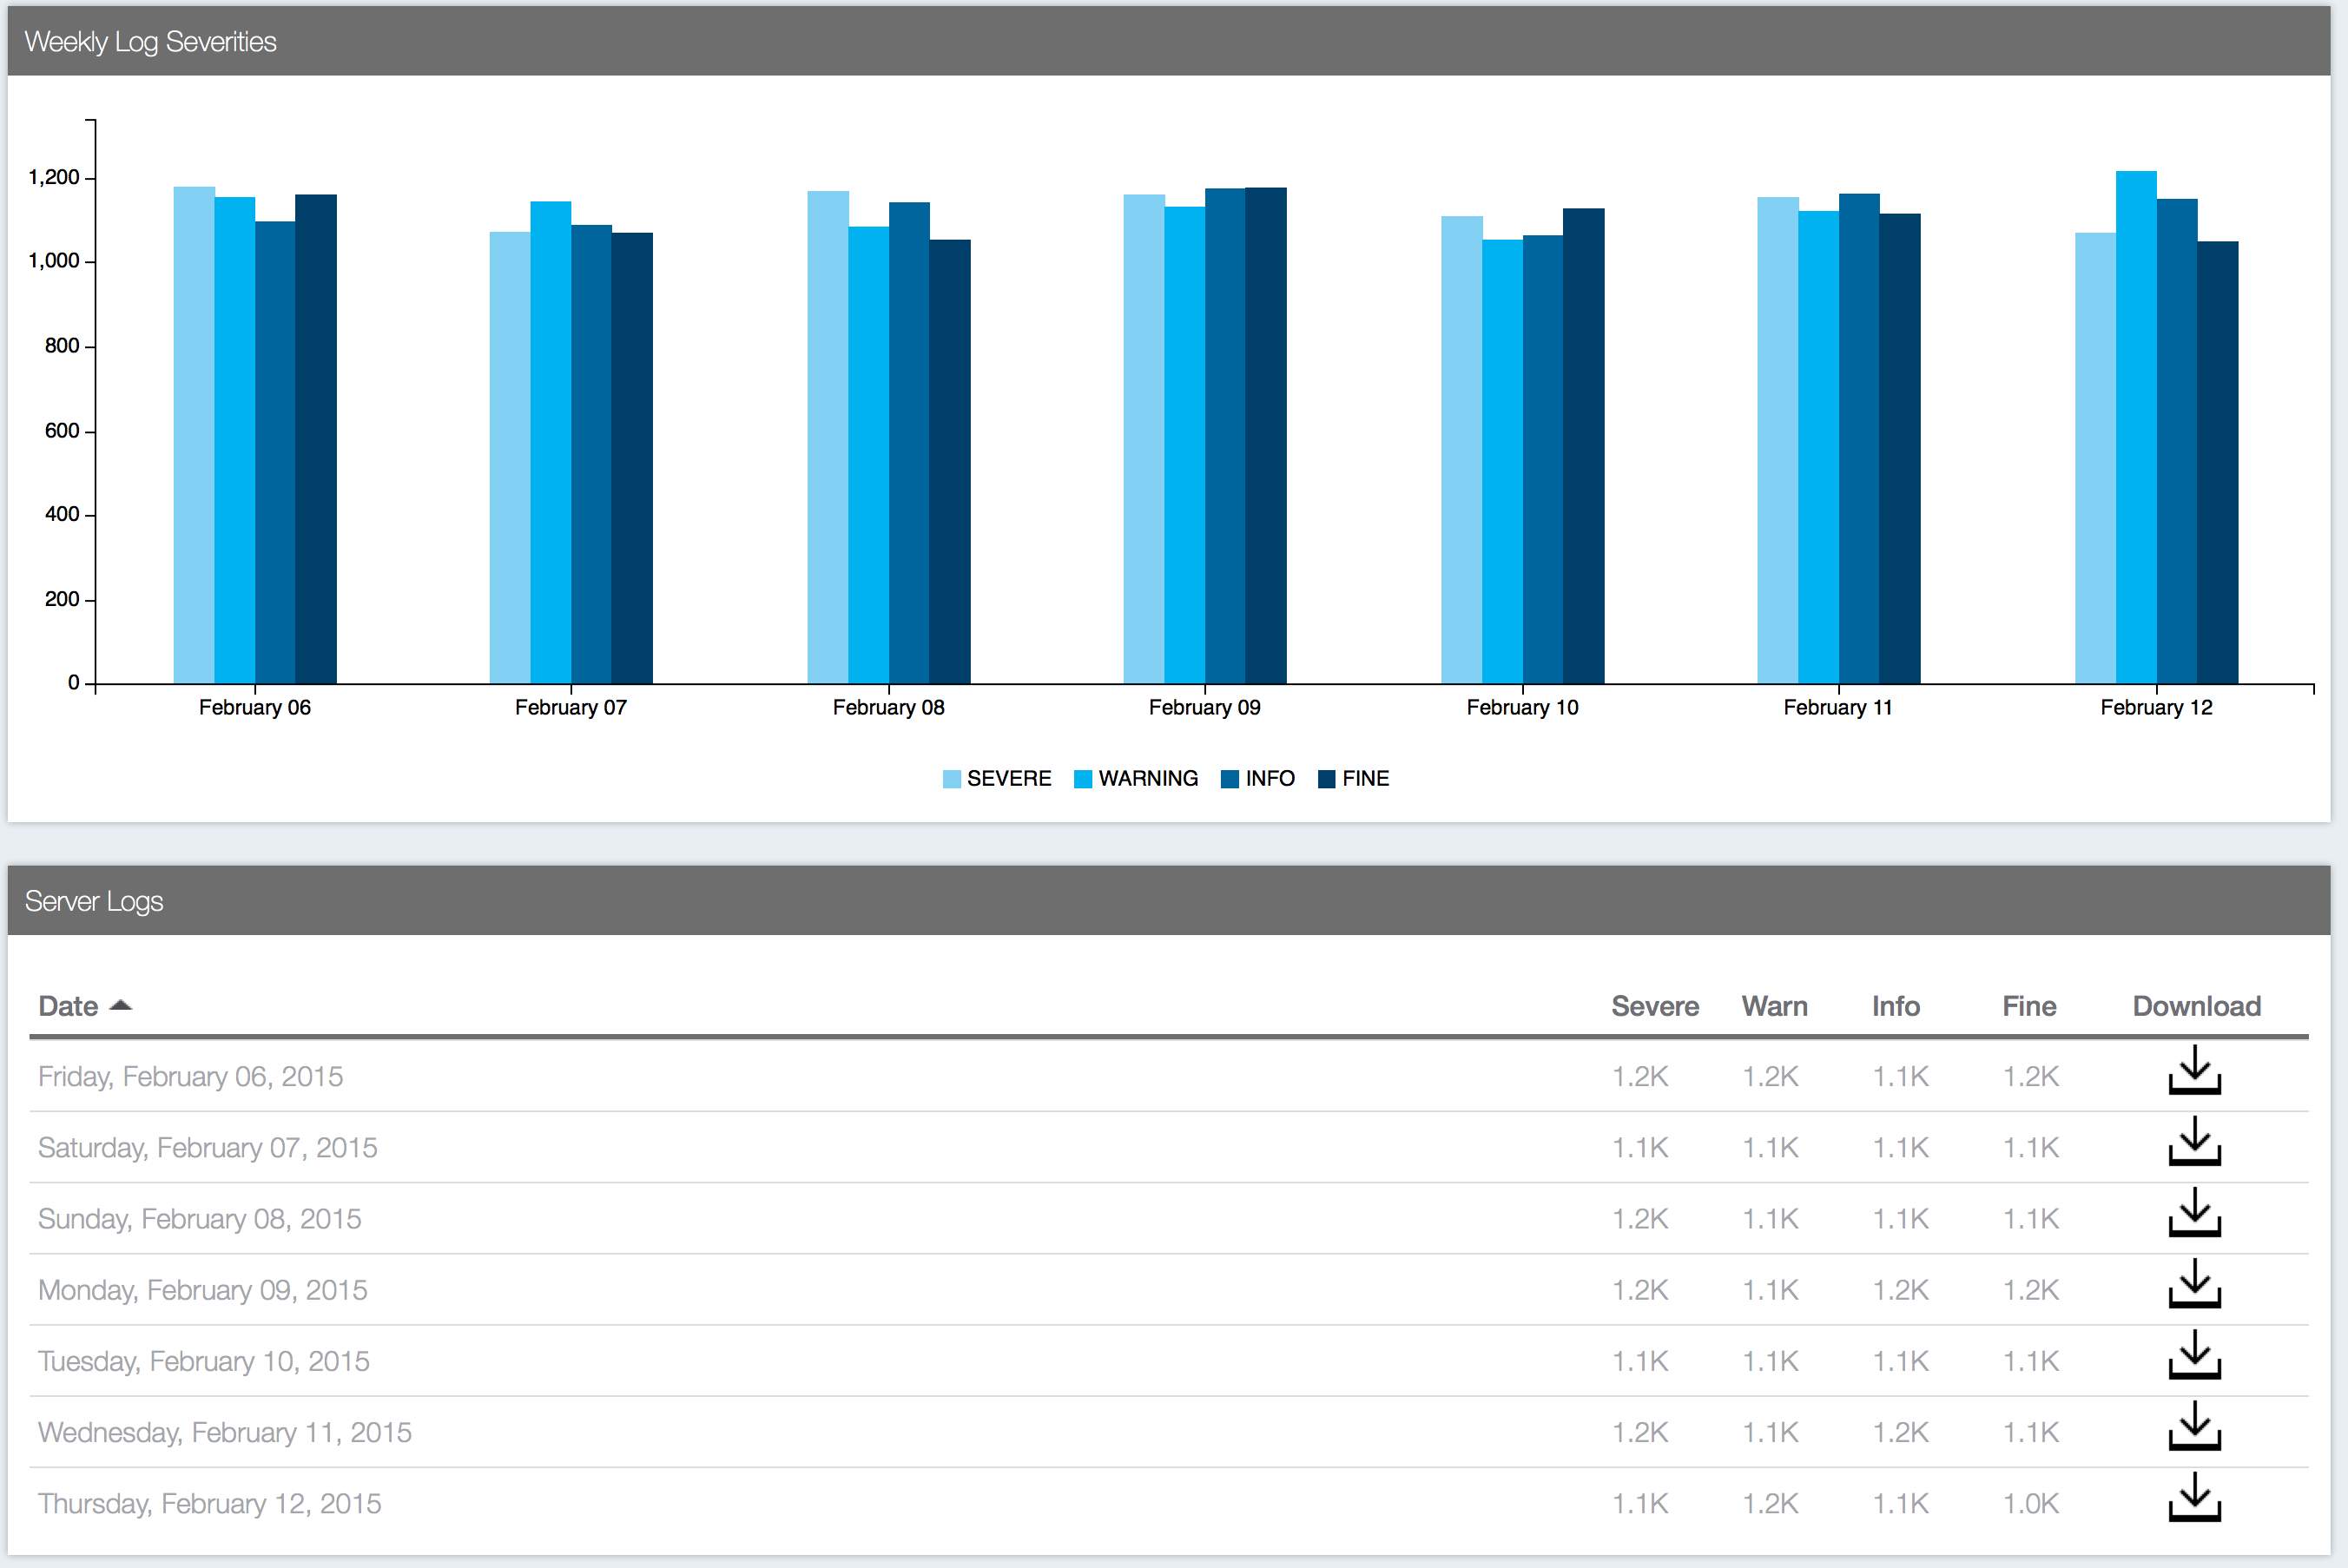 Weekly Log Severities
1,200
1,000
800
600
400
200
0
February 06 February 07 February 08 February 09 February 10 February 11 February 12
SEVERE WARNING INFO FINE
Server Logs
Date Severe Warn Info Fine Download
Friday, February 06, 2015 1.2K 1.2K 1.1K 1.2K
Saturday, February 07, 2015 1.1K 1.1K 1.1K 1.1K
Sunday, February 08, 2015 1.2K 1.1K 1.1K 1.1K
Monday, February 09, 2015 1.2K 1.1K 1.2K 1.2K
Tuesday, February 10, 2015 1.1K 1.1K 1.1K 1.1K
Wednesday, February 11, 2015 1.2K 1.1K 1.2K 1.1K
Thursday, February 12, 2015 1.1K 1.2K 1.1K 1.0K